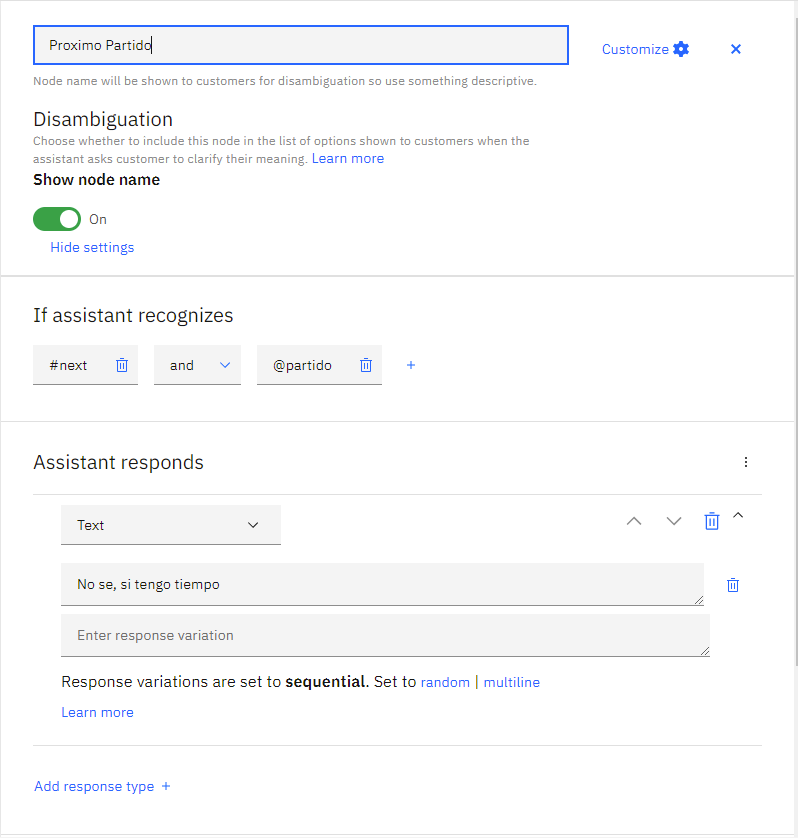 Proximo Partido
Customize
Node name will be shown to customers for disambiguation so use something descriptive.
Disambiguation
Choose whether to include this node in the list of options shown to customers when the
assistant asks customer to clarify their meaning. Learn more
Show node name
On
Hide settings
If assistant recognizes
#next and @partido +
Assistant responds
Text
No se, si tengo tiempo
Enter response variation
Response variations are set to sequential. Set to random | multiline
Learn more
Add response type +